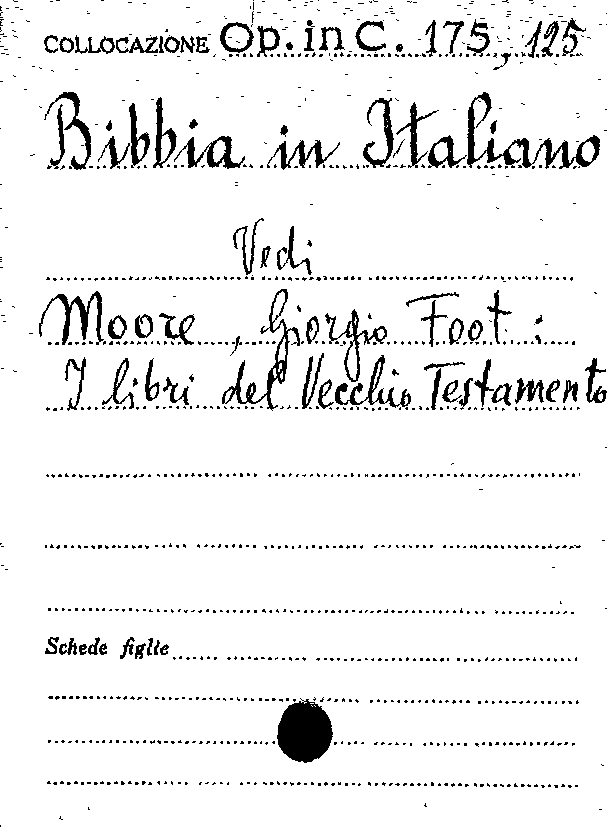 COLLOCAZIONE Op. in C. 175, 125
Bibbia in Italiano
Vedi
Moore, Giorgio Foot:
I libri del Vecchio Testamento
Schede figlie